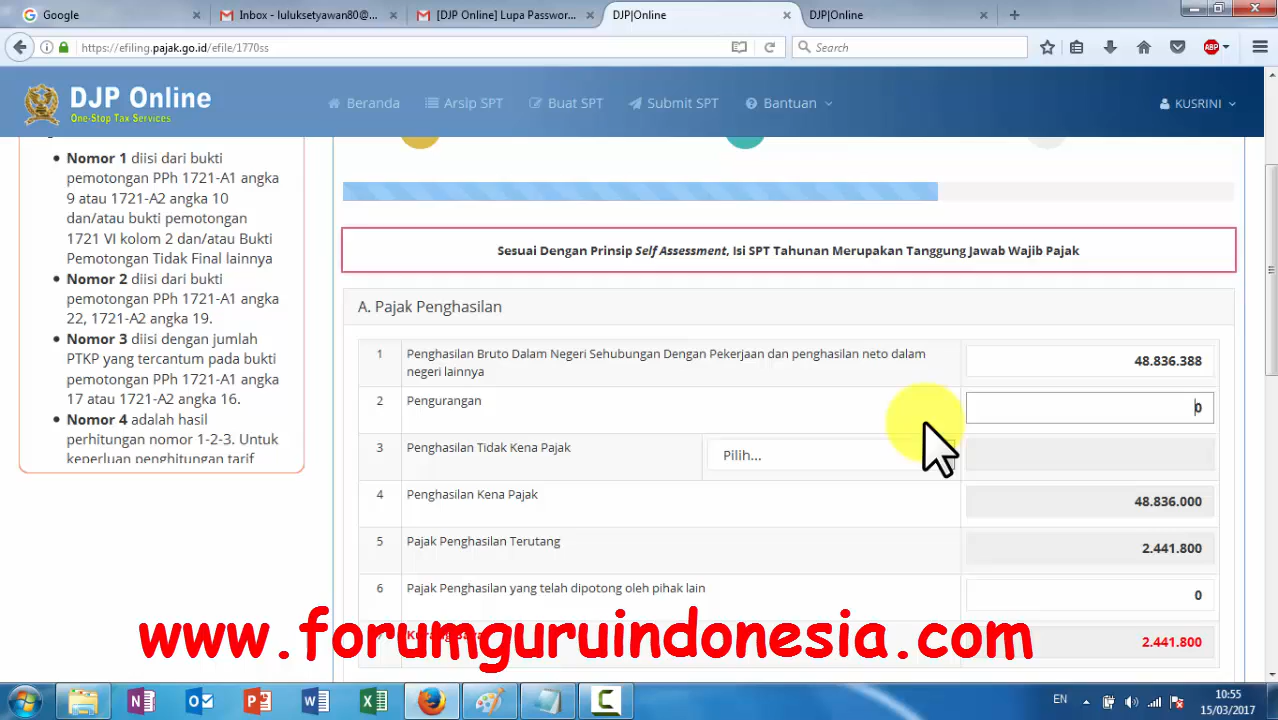 Google
Inbox - luluksetyawan80@...
[DJP Online] Lupa Passwor...
DJP|Online
DJP|Online
https://efiling.pajak.go.id/efile/1770ss
Search
ABP
DJP Online
One-Stop Tax Services
Beranda
Arsip SPT
Buat SPT
Submit SPT
Bantuan
KUSRINI
Nomor 1 diisi dari bukti
pemotongan PPh 1721-A1 angka
9 atau 1721-A2 angka 10
dan/atau bukti pemotongan
1721 VI kolom 2 dan/atau Bukti
Pemotongan Tidak Final lainnya
Nomor 2 diisi dari bukti
pemotongan PPh 1721-A1 angka
22, 1721-A2 angka 19.
Nomor 3 diisi dengan jumlah
PTKP yang tercantum pada bukti
pemotongan PPh 1721-A1 angka
17 atau 1721-A2 angka 16.
Nomor 4 adalah hasil
perhitungan nomor 1-2-3. Untuk
keperluan penghitungan tarif
Sesuai Dengan Prinsip Self Assessment, Isi SPT Tahunan Merupakan Tanggung Jawab Wajib Pajak
A. Pajak Penghasilan
1 Penghasilan Bruto Dalam Negeri Sehubungan Dengan Pekerjaan dan penghasilan neto dalam
negeri lainnya
48.836.388
2 Pengurangan 0
3 Penghasilan Tidak Kena Pajak Pilih...
4 Penghasilan Kena Pajak 48.836.000
5 Pajak Penghasilan Terutang 2.441.800
6 Pajak Penghasilan yang telah dipotong oleh pihak lain 0
2.441.800
www.forumguruindonesia.com
EN
10:55
15/03/2017